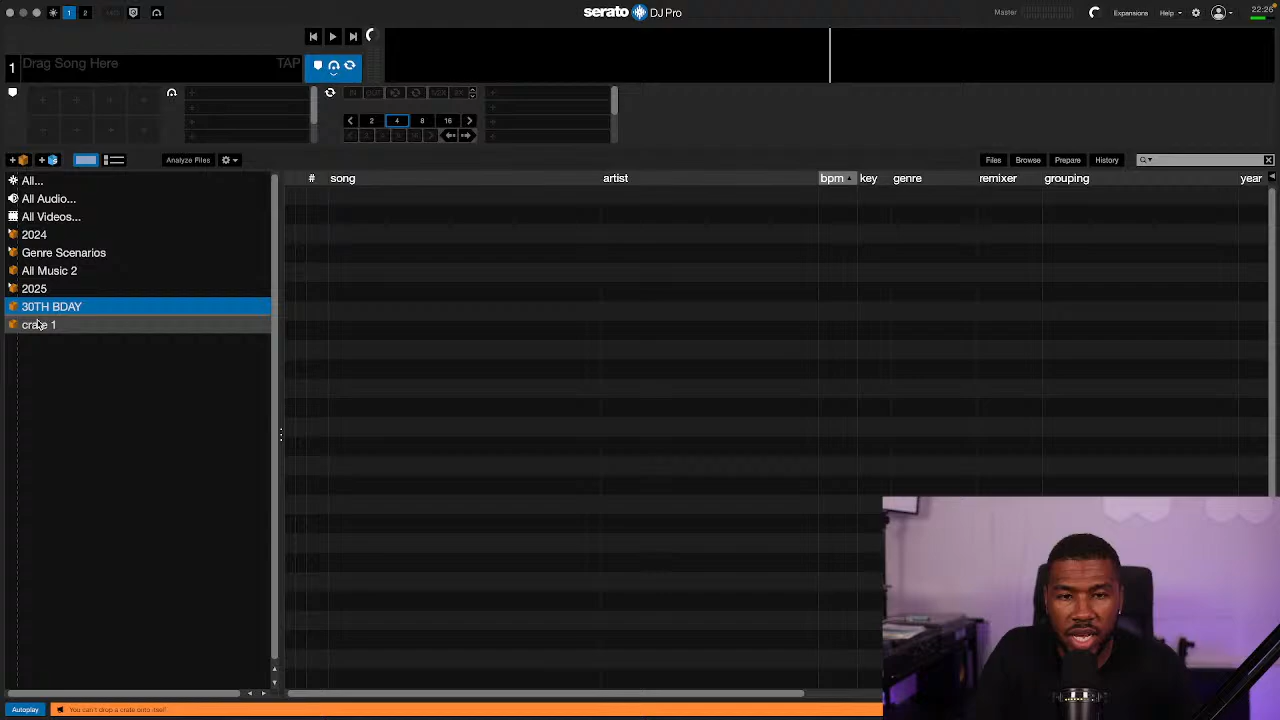 1 2 serato DJ Pro Master Expansions Help 22:26
1 Drag Song Here TAP
2 4 8 16
Analyze Files Files Browse Prepare History
# song artist bpm key genre remixer grouping year
All...
All Audio...
All Videos...
2024
Genre Scenarios
All Music 2
2025
30TH BDAY
crate 1
Autoplay You can't drop a crate onto itself